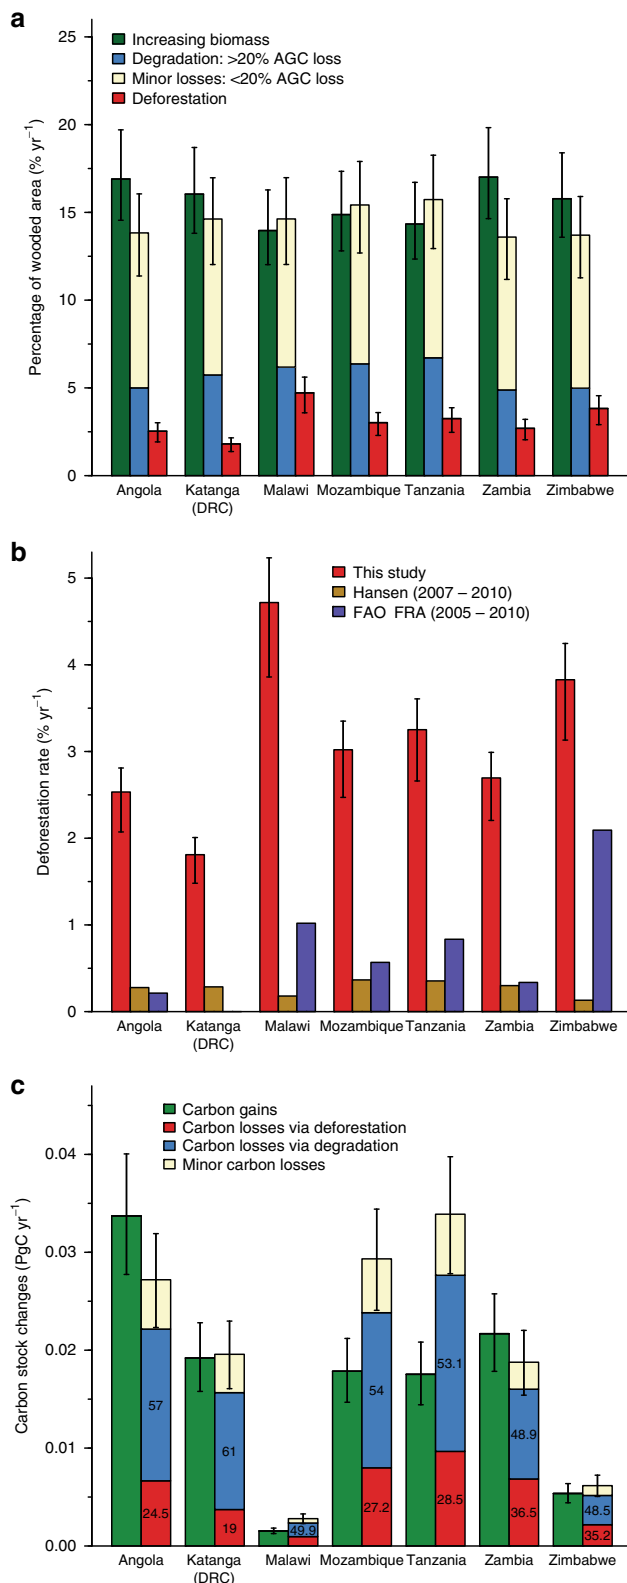 a
25
20
15
10
5
0
Percentage of wooded area (% yr−1)
Increasing biomass
Degradation: >20% AGC loss
Minor losses: <20% AGC loss
Deforestation
Angola
Katanga
(DRC)
Malawi
Mozambique
Tanzania
Zambia
Zimbabwe
b
5
4
3
2
1
0
Deforestation rate (% yr−1)
This study
Hansen (2007 – 2010)
FAO FRA (2005 – 2010)
Angola
Katanga
(DRC)
Malawi
Mozambique
Tanzania
Zambia
Zimbabwe
c
0.04
0.03
0.02
0.01
0.00
Carbon stock changes (PgC yr−1)
Carbon gains
Carbon losses via deforestation
Carbon losses via degradation
Minor carbon losses
57
24.5
61
19
49.9
54
27.2
53.1
28.5
48.9
36.5
48.5
35.2
Angola
Katanga
(DRC)
Malawi
Mozambique
Tanzania
Zambia
Zimbabwe